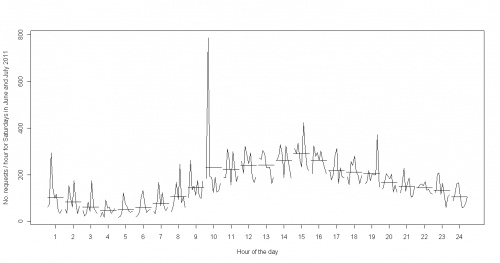 No. requests / hour for Saturdays in June and July 2011
800
600
400
200
0
1 2 3 4 5 6 7 8 9 10 11 12 13 14 15 16 17 18 19 20 21 22 23 24
Hour of the day